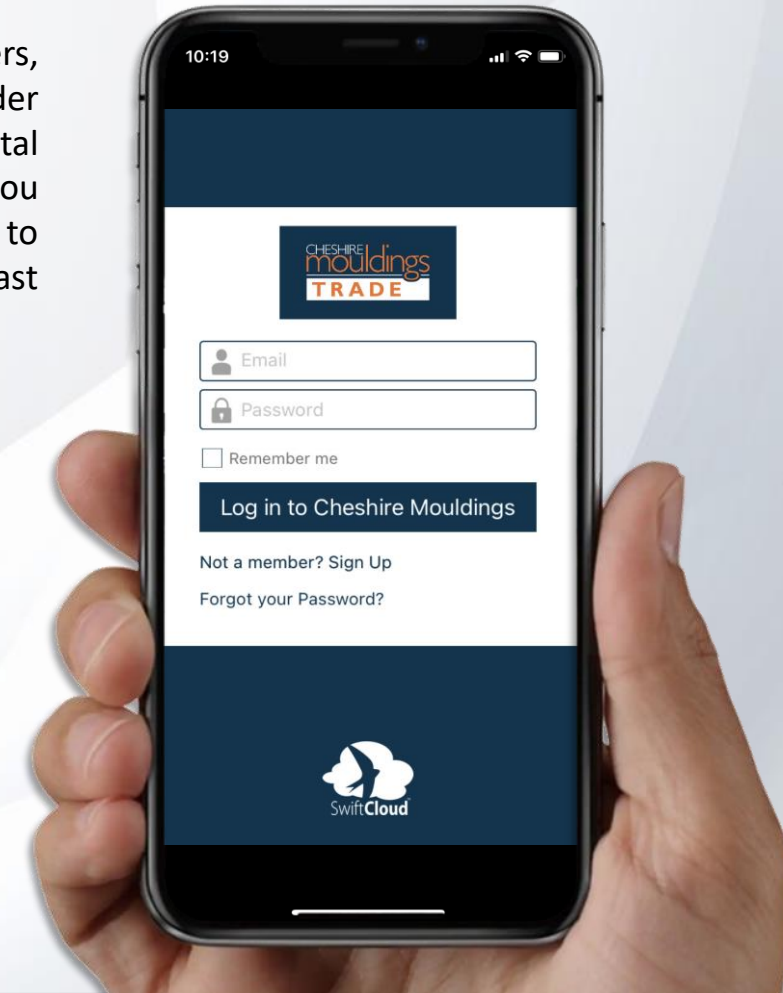 ers,
der
tal
ou
to
ast
10:19
CHESHIRE
mouldings
TRADE
Email
Password
Remember me
Log in to Cheshire Mouldings
Not a member? Sign Up
Forgot your Password?
SwiftCloud